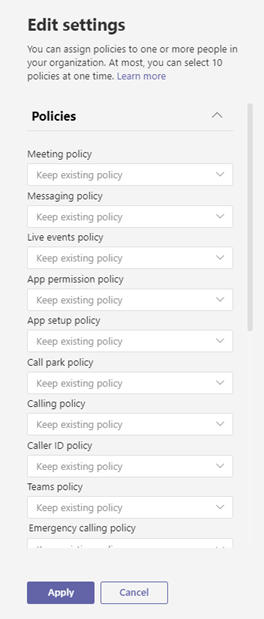 Edit settings
You can assign policies to one or more people in
your organization. At most, you can select 10
policies at one time. Learn more
Policies
Meeting policy
Keep existing policy
Messaging policy
Keep existing policy
Live events policy
Keep existing policy
App permission policy
Keep existing policy
App setup policy
Keep existing policy
Call park policy
Keep existing policy
Calling policy
Keep existing policy
Caller ID policy
Keep existing policy
Teams policy
Keep existing policy
Emergency calling policy
Apply
Cancel